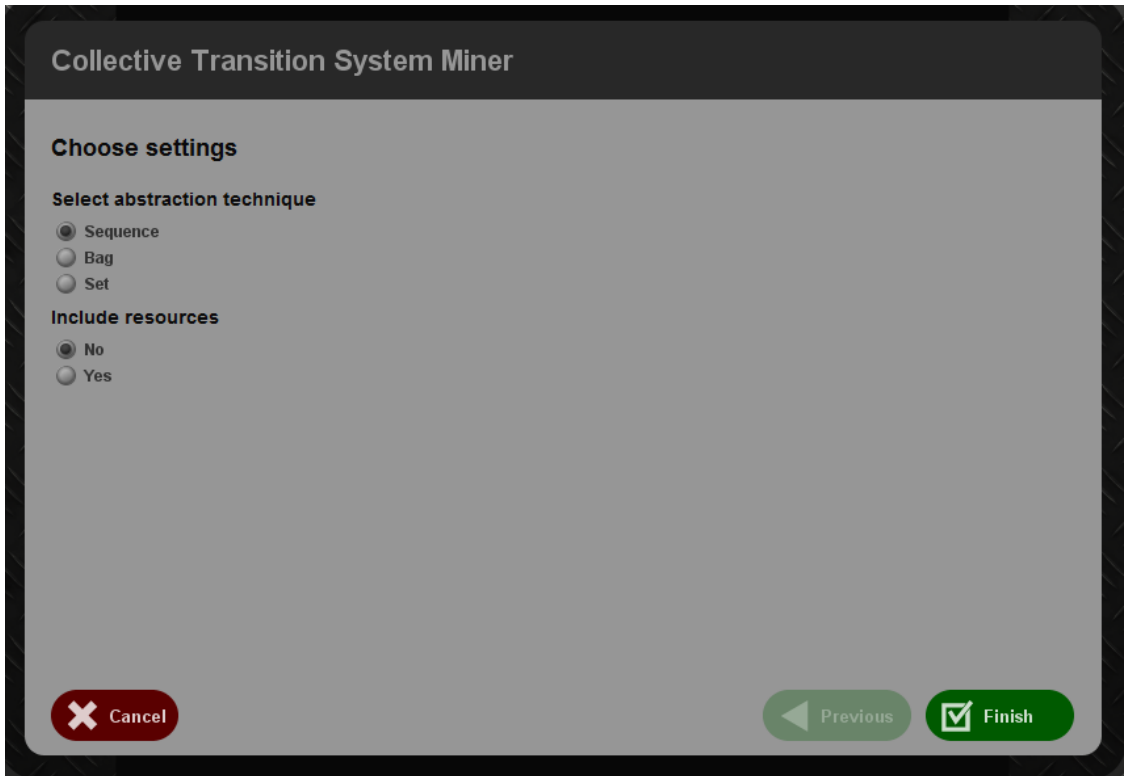 Collective Transition System Miner
Choose settings
Select abstraction technique
Sequence
Bag
Set
Include resources
No
Yes
Cancel
Previous
Finish